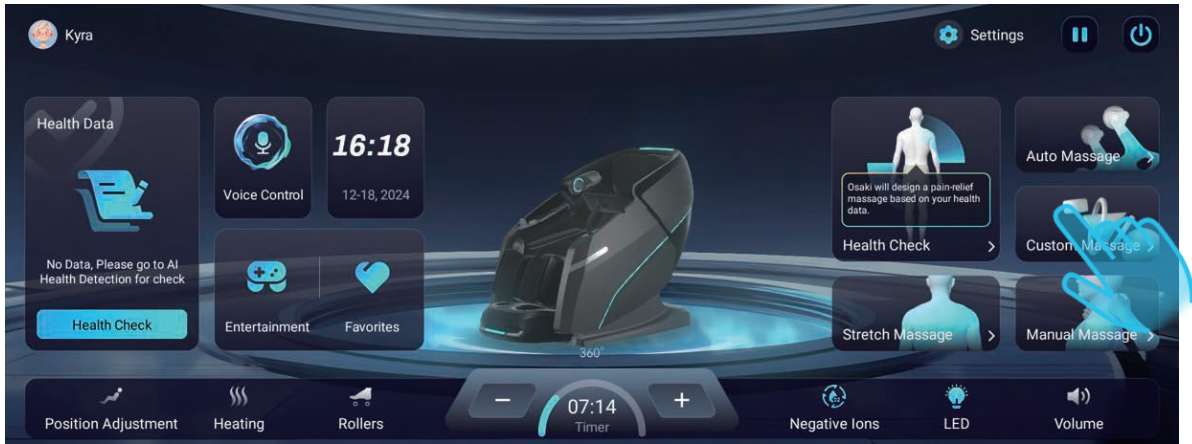 Kyra
Settings
Health Data
No Data, Please go to AI
Health Detection for check
Health Check
Voice Control
16:18
12-18, 2024
Entertainment
Favorites
360°
Osaki will design a pain-relief
massage based on your health
data.
Health Check
Auto Massage
Custom Massage
Stretch Massage
Manual Massage
Position Adjustment
Heating
Rollers
07:14
Timer
Negative Ions
LED
Volume